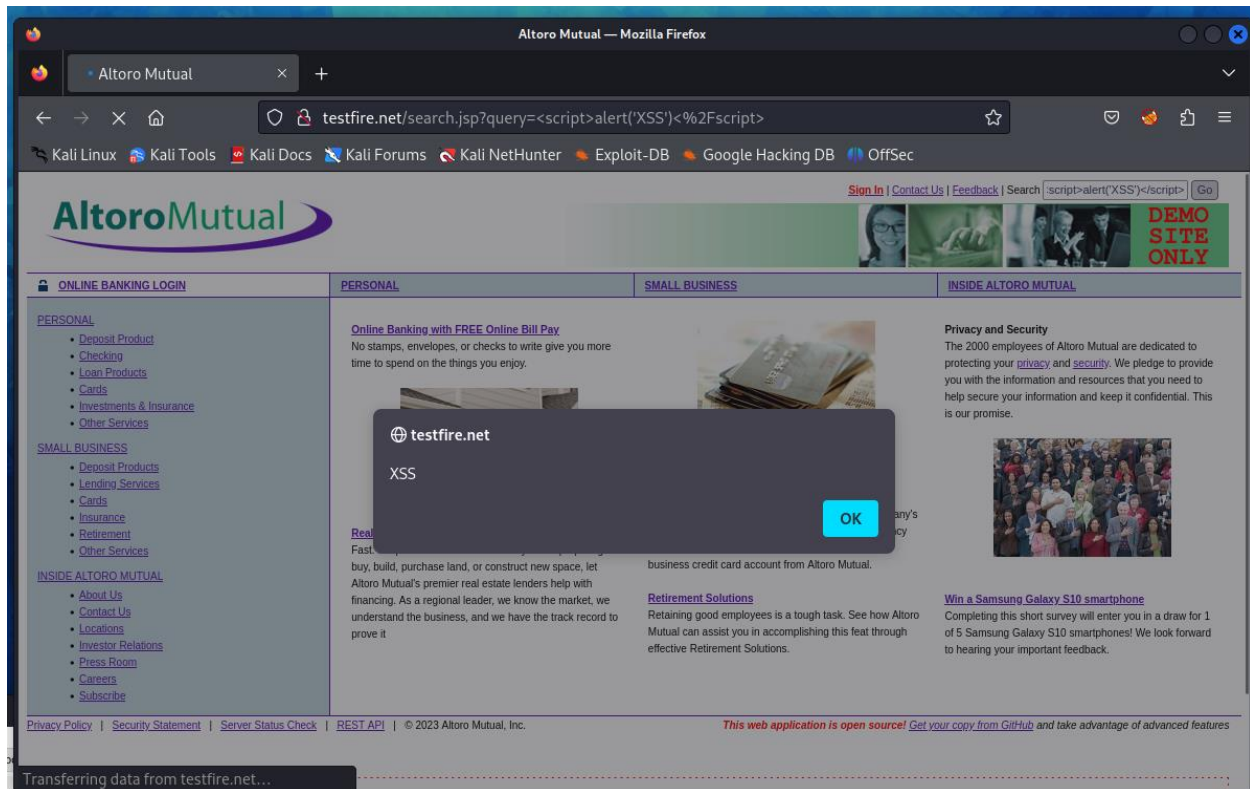 Altoro Mutual — Mozilla Firefox
Altoro Mutual
testfire.net/search.jsp?query=<script>alert('XSS')<%2Fscript>
Kali Linux Kali Tools Kali Docs Kali Forums Kali NetHunter Exploit-DB Google Hacking DB OffSec
Sign In | Contact Us | Feedback | Search :script>alert('XSS')</script> Go
AltoroMutual
DEMO
SITE
ONLY
ONLINE BANKING LOGIN
PERSONAL
SMALL BUSINESS
INSIDE ALTORO MUTUAL
PERSONAL
• Deposit Product
• Checking
• Loan Products
• Cards
• Investments & Insurance
• Other Services
SMALL BUSINESS
• Deposit Products
• Lending Services
• Cards
• Insurance
• Retirement
• Other Services
INSIDE ALTORO MUTUAL
• About Us
• Contact Us
• Locations
• Investor Relations
• Press Room
• Careers
• Subscribe
Online Banking with FREE Online Bill Pay
No stamps, envelopes, or checks to write give you more
time to spend on the things you enjoy.
Real
Fast.
buy, build, purchase land, or construct new space, let
Altoro Mutual's premier real estate lenders help with
financing. As a regional leader, we know the market, we
understand the business, and we have the track record to
prove it
business credit card account from Altoro Mutual.
Retirement Solutions
Retaining good employees is a tough task. See how Altoro
Mutual can assist you in accomplishing this feat through
effective Retirement Solutions.
Privacy and Security
The 2000 employees of Altoro Mutual are dedicated to
protecting your privacy and security. We pledge to provide
you with the information and resources that you need to
help secure your information and keep it confidential. This
is our promise.
Win a Samsung Galaxy S10 smartphone
Completing this short survey will enter you in a draw for 1
of 5 Samsung Galaxy S10 smartphones! We look forward
to hearing your important feedback.
testfire.net
XSS
OK
Privacy Policy | Security Statement | Server Status Check | REST API | © 2023 Altoro Mutual, Inc.
This web application is open source! Get your copy from GitHub and take advantage of advanced features
Transferring data from testfire.net...